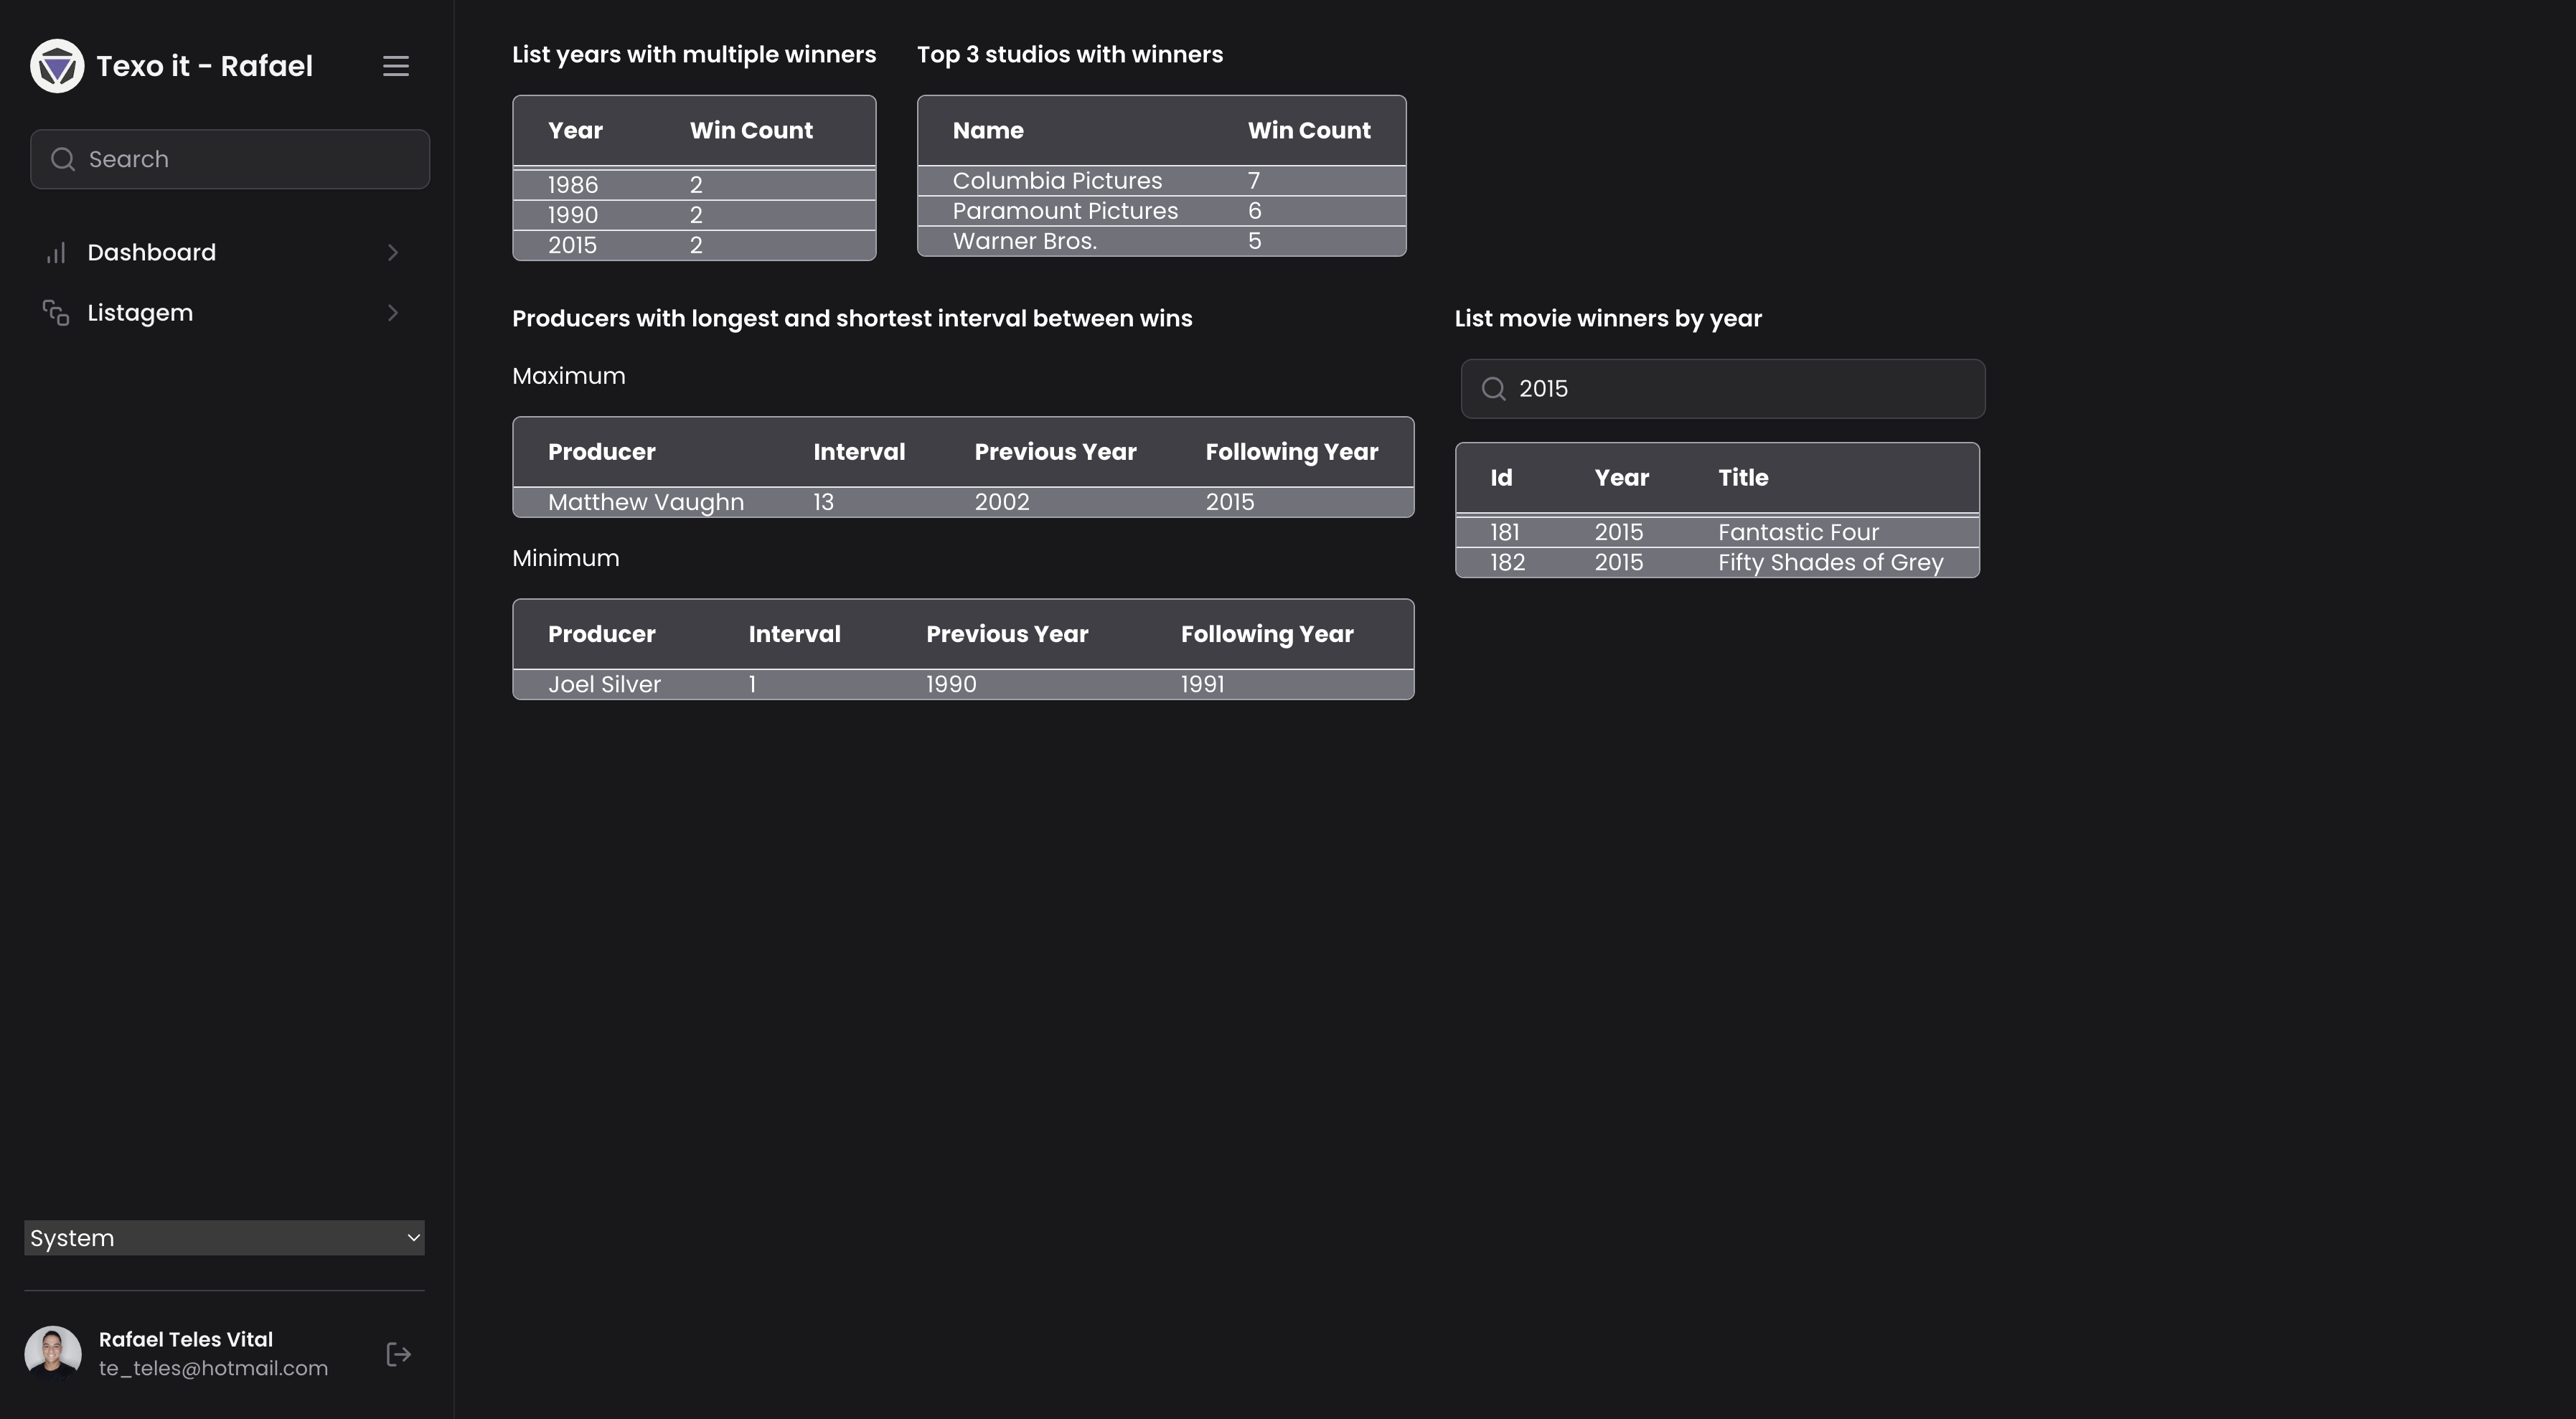 Texo it - Rafael
Search
Dashboard
Listagem
System
Rafael Teles Vital
te_teles@hotmail.com
List years with multiple winners
Year Win Count
1986 2
1990 2
2015 2
Top 3 studios with winners
Name Win Count
Columbia Pictures 7
Paramount Pictures 6
Warner Bros. 5
Producers with longest and shortest interval between wins
Maximum
Producer Interval Previous Year Following Year
Matthew Vaughn 13 2002 2015
Minimum
Producer Interval Previous Year Following Year
Joel Silver 1 1990 1991
List movie winners by year
2015
Id Year Title
181 2015 Fantastic Four
182 2015 Fifty Shades of Grey